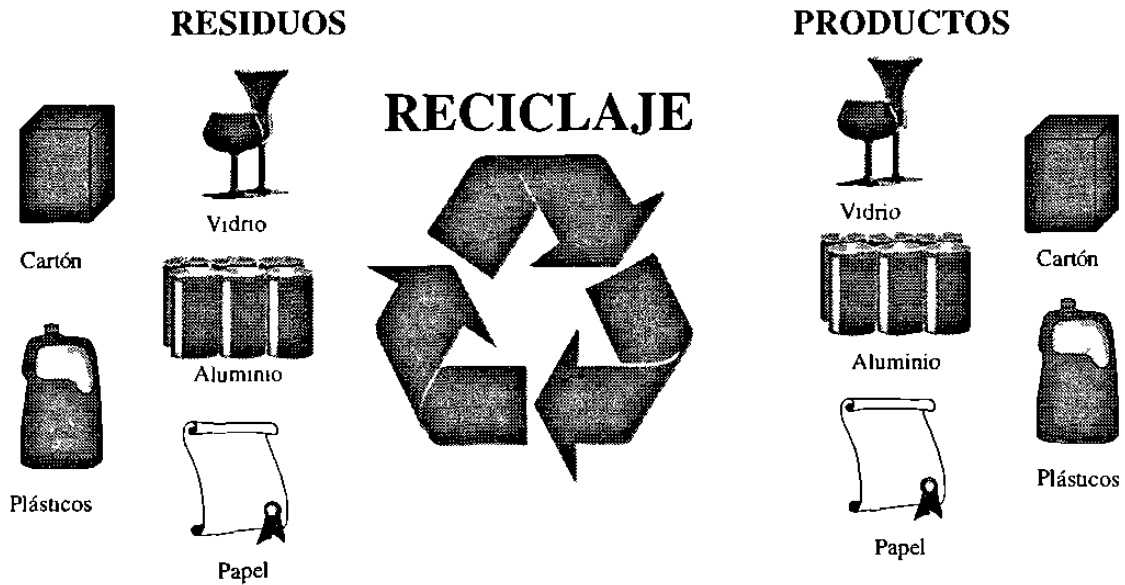 RESIDUOS
Vidrio
Cartón
Aluminio
Plásticos
Papel
RECICLAJE
PRODUCTOS
Vidrio
Cartón
Aluminio
Plásticos
Papel